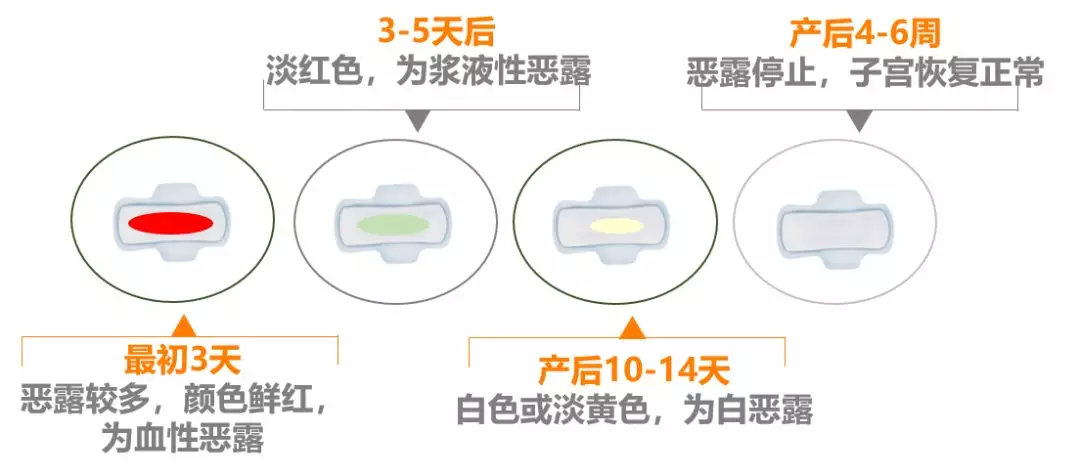 3-5天后
淡红色，为浆液性恶露
产后4-6周
恶露停止，子宫恢复正常
最初3天
恶露较多，颜色鲜红，
为血性恶露
产后10-14天
白色或淡黄色，为白恶露